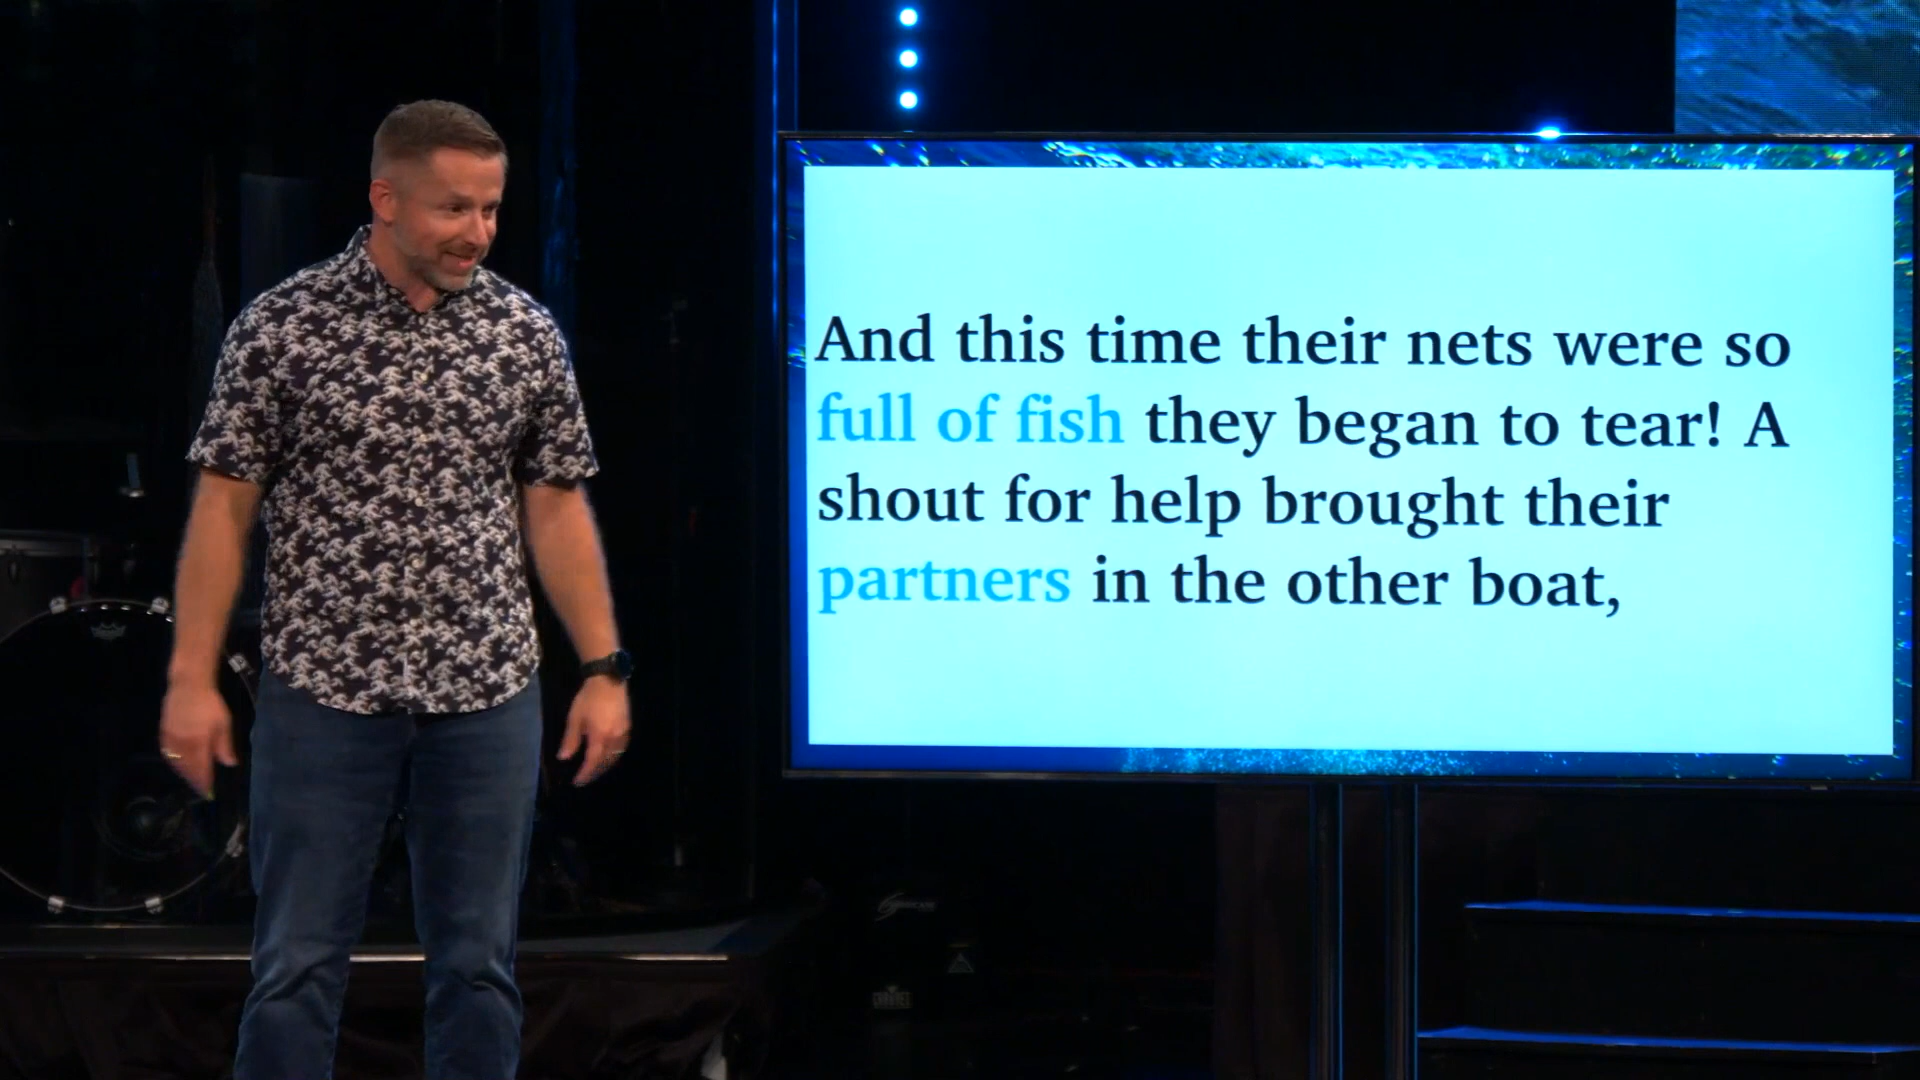 And this time their nets were so
full of fish they began to tear! A
shout for help brought their
partners in the other boat,